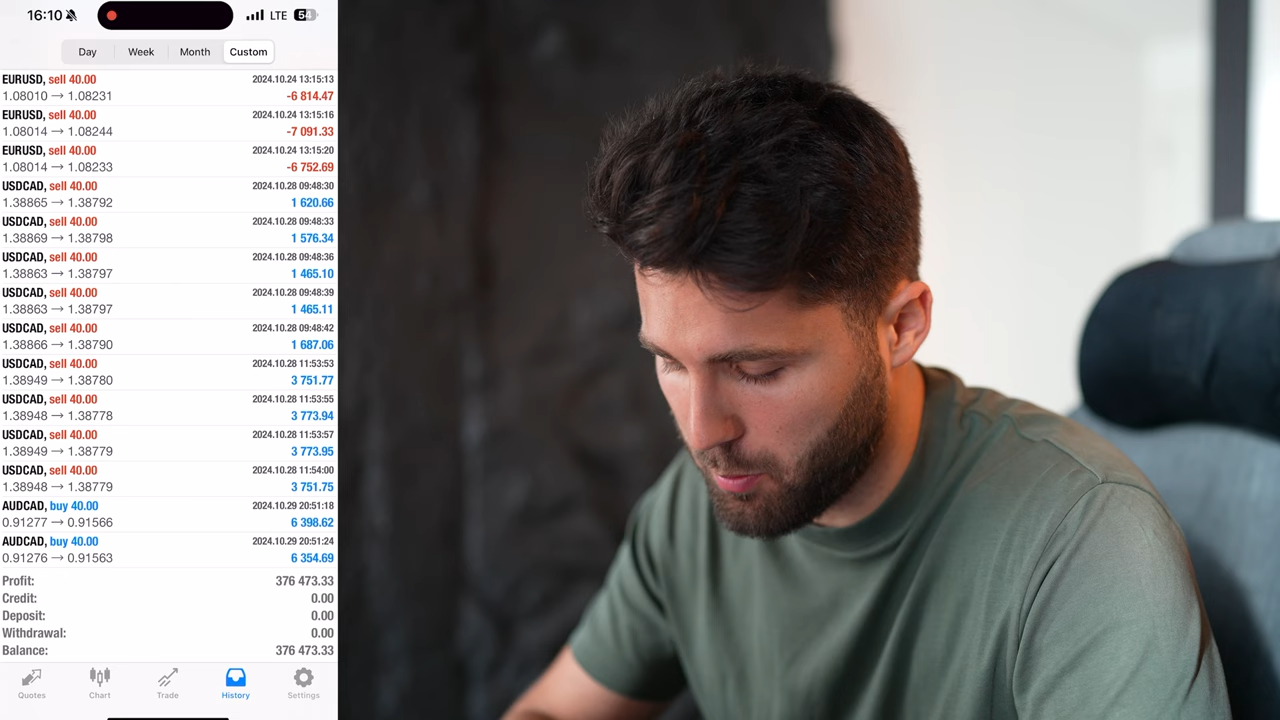 16:10 LTE 54
Day Week Month Custom
EURUSD, sell 40.00 2024.10.24 13:15:13
1.08010 → 1.08231 -6 814.47
EURUSD, sell 40.00 2024.10.24 13:15:16
1.08014 → 1.08244 -7 091.33
EURUSD, sell 40.00 2024.10.24 13:15:20
1.08014 → 1.08233 -6 752.69
USDCAD, sell 40.00 2024.10.28 09:48:30
1.38865 → 1.38792 1 620.66
USDCAD, sell 40.00 2024.10.28 09:48:33
1.38869 → 1.38798 1 576.34
USDCAD, sell 40.00 2024.10.28 09:48:36
1.38863 → 1.38797 1 465.10
USDCAD, sell 40.00 2024.10.28 09:48:39
1.38863 → 1.38797 1 465.11
USDCAD, sell 40.00 2024.10.28 09:48:42
1.38866 → 1.38790 1 687.06
USDCAD, sell 40.00 2024.10.28 11:53:53
1.38949 → 1.38780 3 751.77
USDCAD, sell 40.00 2024.10.28 11:53:55
1.38948 → 1.38778 3 773.94
USDCAD, sell 40.00 2024.10.28 11:53:57
1.38949 → 1.38779 3 773.95
USDCAD, sell 40.00 2024.10.28 11:54:00
1.38948 → 1.38779 3 751.75
AUDCAD, buy 40.00 2024.10.29 20:51:18
0.91277 → 0.91566 6 398.62
AUDCAD, buy 40.00 2024.10.29 20:51:24
0.91276 → 0.91563 6 354.69
Profit: 376 473.33
Credit: 0.00
Deposit: 0.00
Withdrawal: 0.00
Balance: 376 473.33
Quotes Chart Trade History Settings